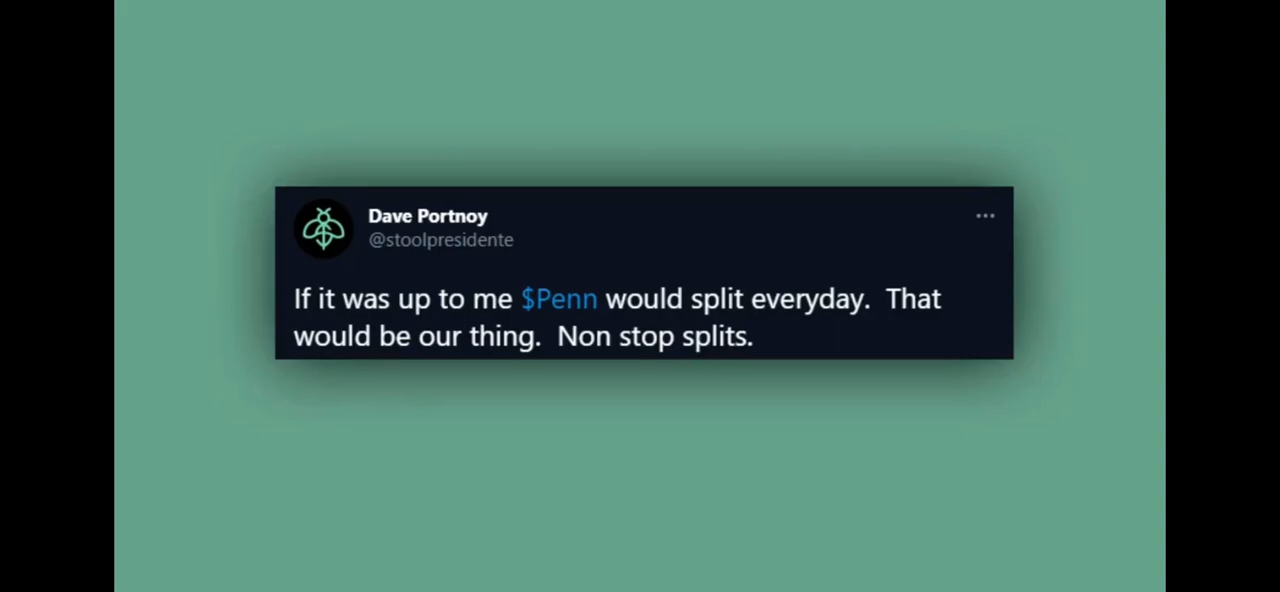 Dave Portnoy
@stoolpresidente
If it was up to me $Penn would split everyday.  That
would be our thing.  Non stop splits.